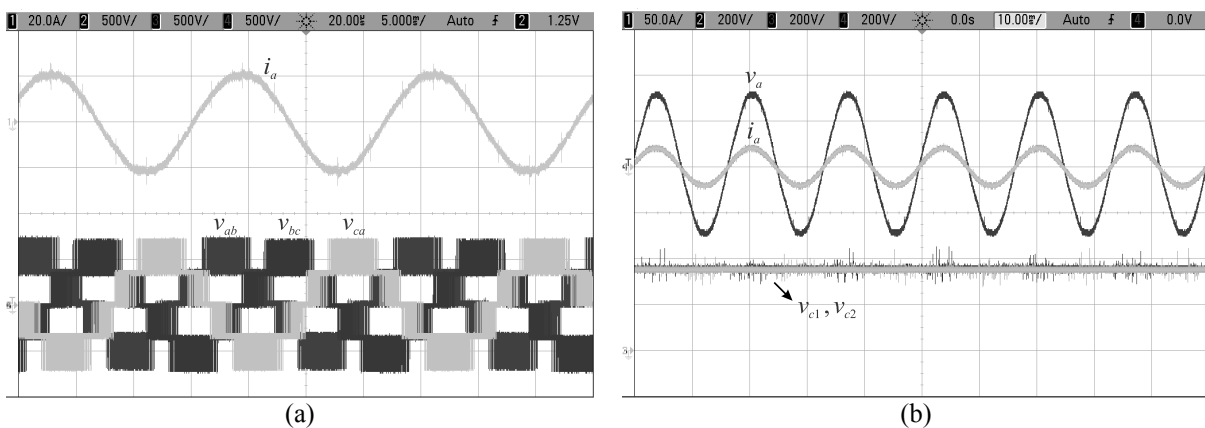 1 20.0A/ 2 500V/ 3 500V/ 4 500V/ 20.00 5.000 Auto 2 1.25V
i_a
v_ab v_bc v_ca
(a)
1 50.0A/ 2 200V/ 3 200V/ 4 200V/ 0.0s 10.00 Auto 4 0.0V
v_a
i_a
v_c1 , v_c2
(b)